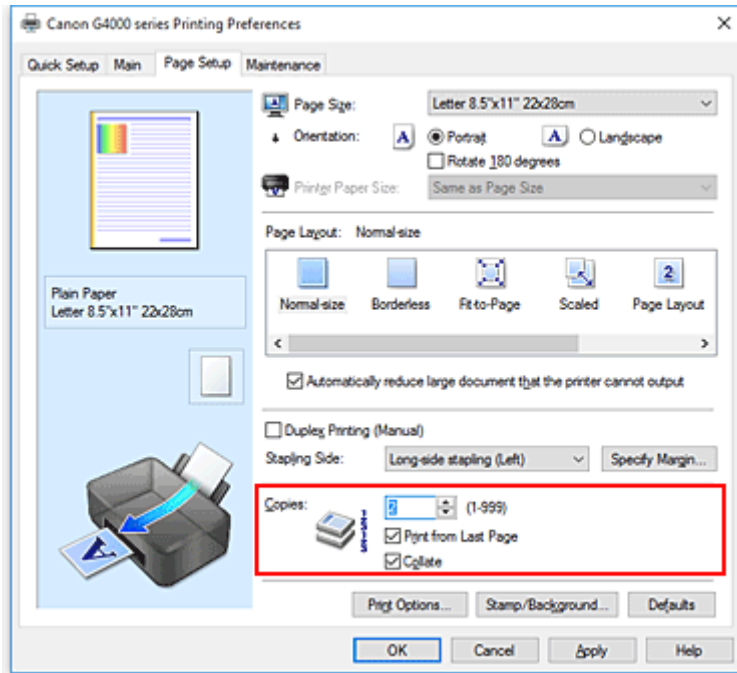 Canon G4000 series Printing Preferences
Quick Setup Main Page Setup Maintenance
Page Size: Letter 8.5"x11" 22x28cm
Orientation: A Portrait A Landscape
Rotate 180 degrees
Printer Paper Size: Same as Page Size
Page Layout: Normal-size
2
Normal-size Borderless Fit-to-Page Scaled Page Layout
Plain Paper
Letter 8.5"x11" 22x28cm
Automatically reduce large document that the printer cannot output
Duplex Printing (Manual)
Stapling Side: Long-side stapling (Left) Specify Margin...
Copies: 2 (1-999)
Print from Last Page
Collate
A
Print Options... Stamp/Background... Defaults
OK Cancel Apply Help